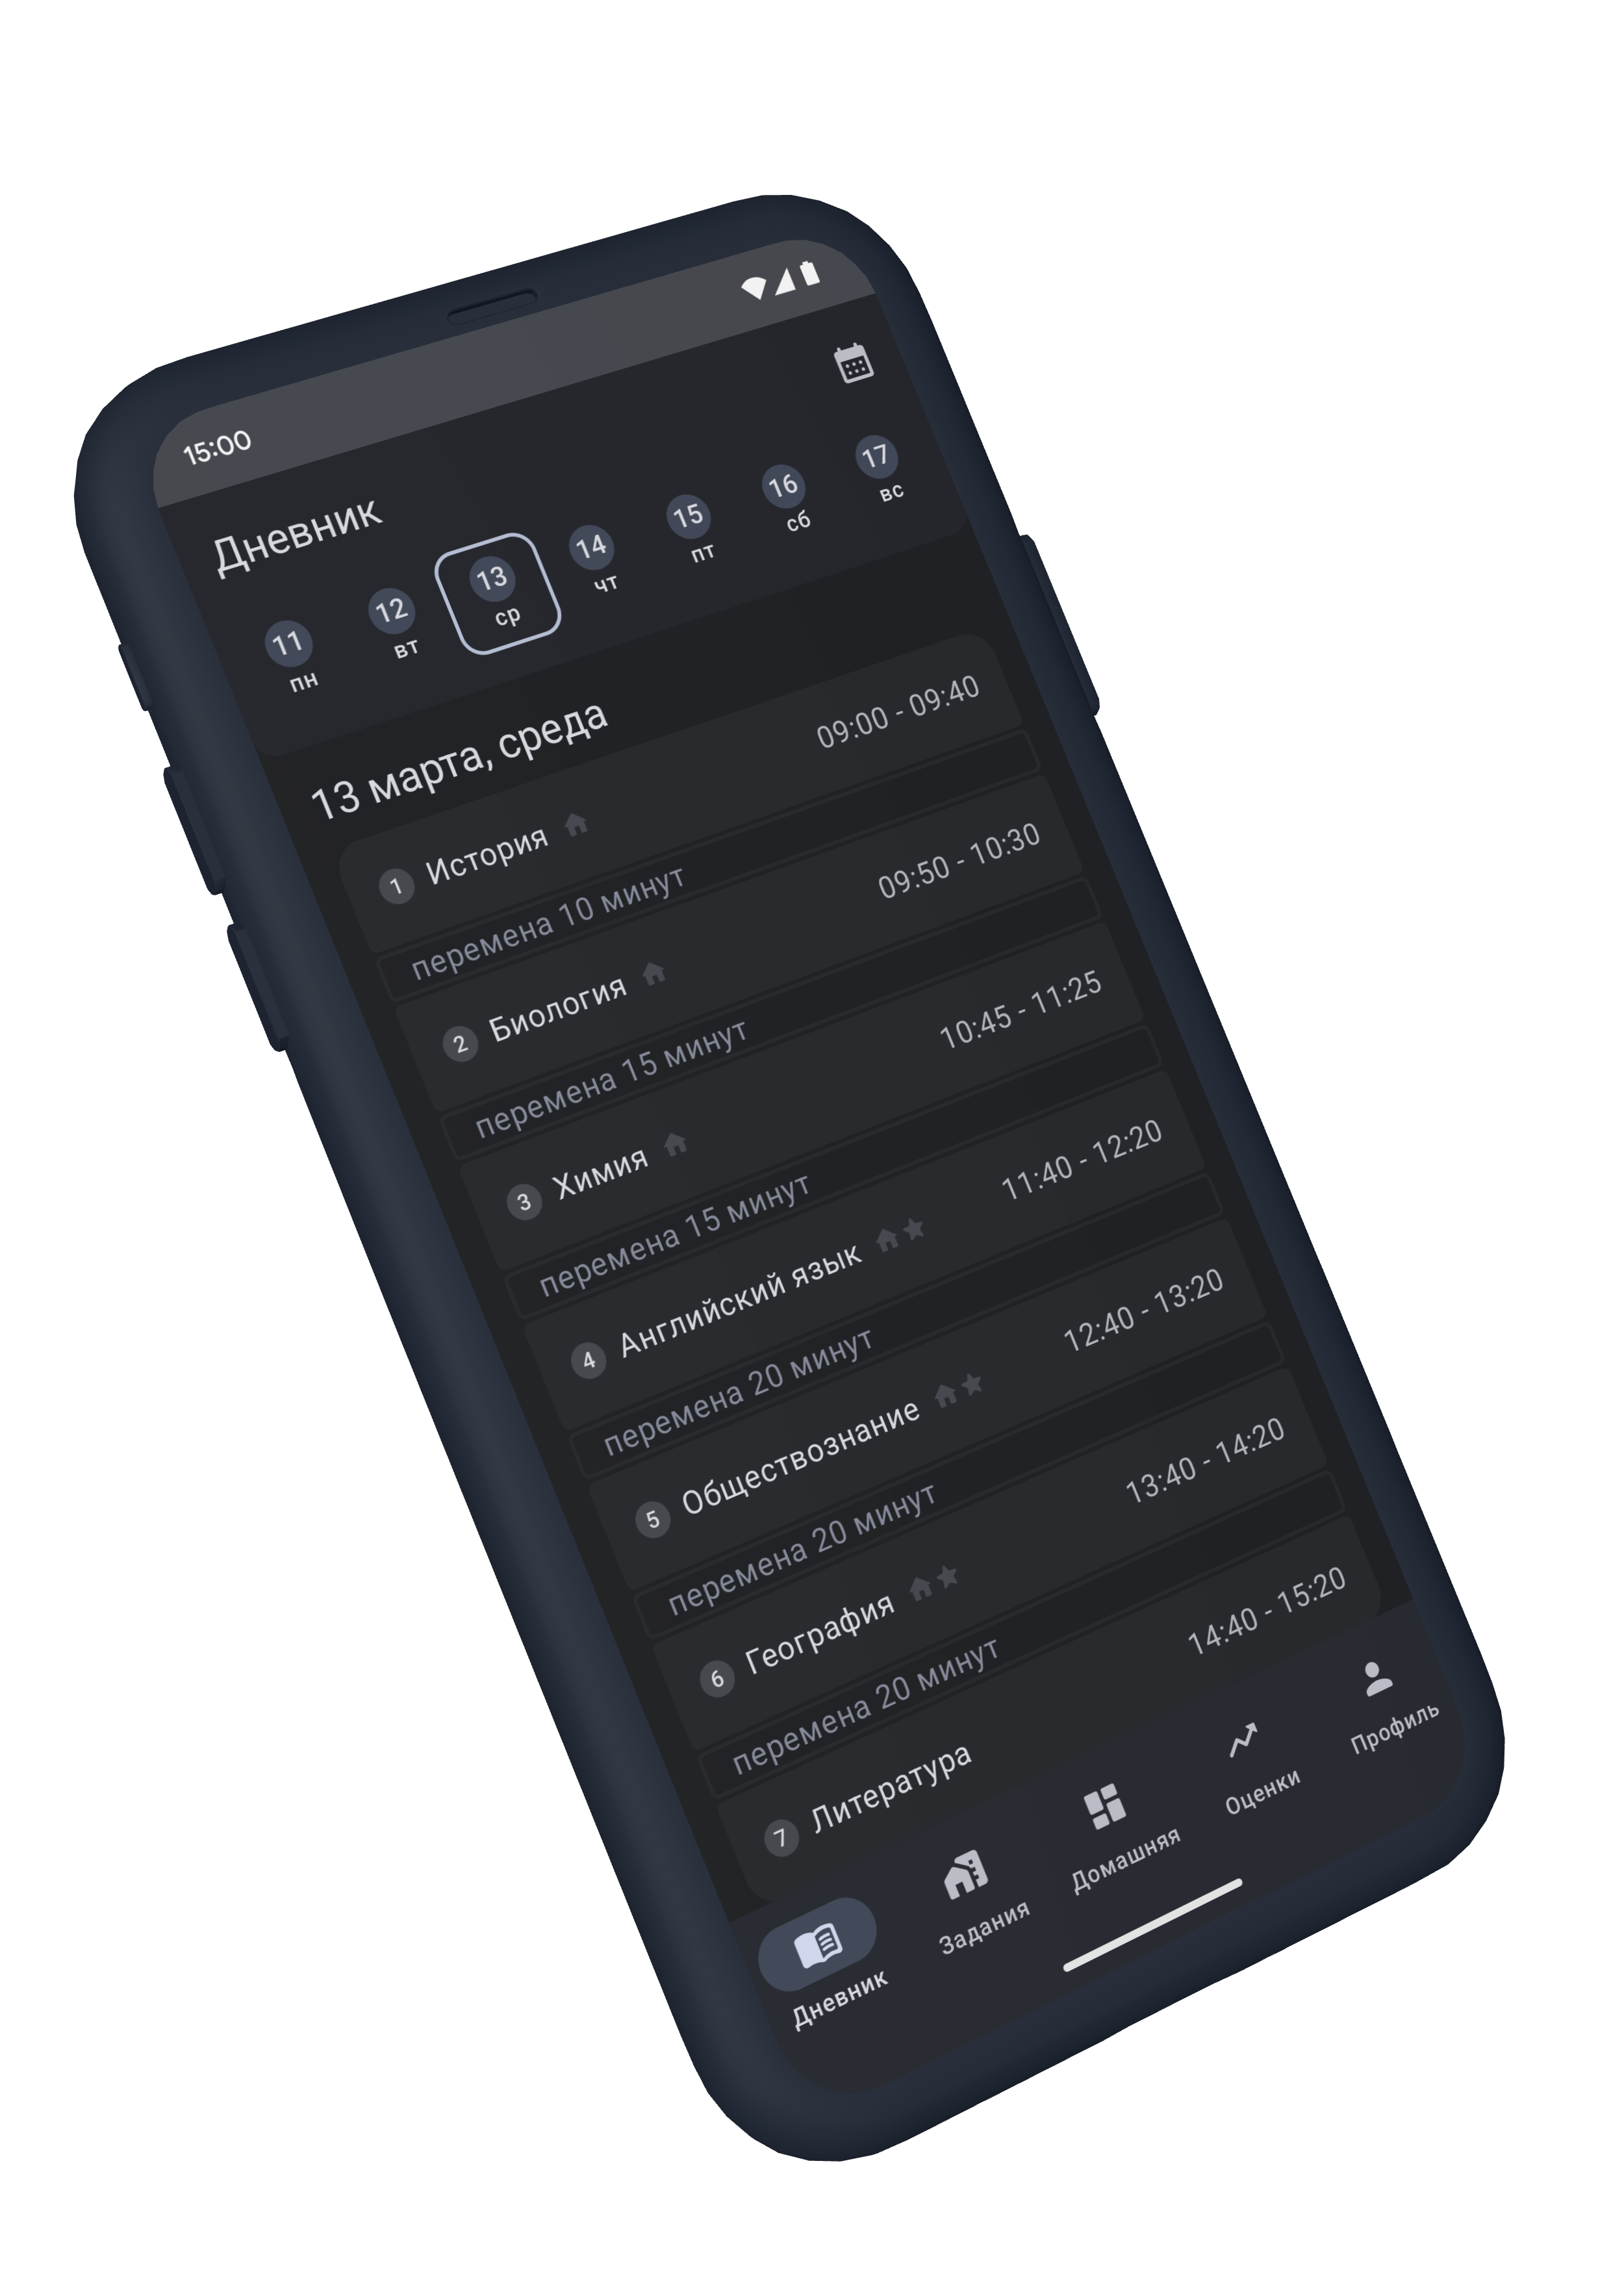 15:00
Дневник
11 12 13 14 15 16 17
пн вт ср чт пт сб вс
13 марта, среда
1 История 09:00 - 09:40
перемена 10 минут
2 Биология 09:50 - 10:30
перемена 15 минут
3 Химия 10:45 - 11:25
перемена 15 минут
4 Английский язык 11:40 - 12:20
перемена 20 минут
5 Обществознание 12:40 - 13:20
перемена 20 минут
6 География 13:40 - 14:20
перемена 20 минут
7 Литература 14:40 - 15:20
Дневник Задания Домашняя Оценки Профиль